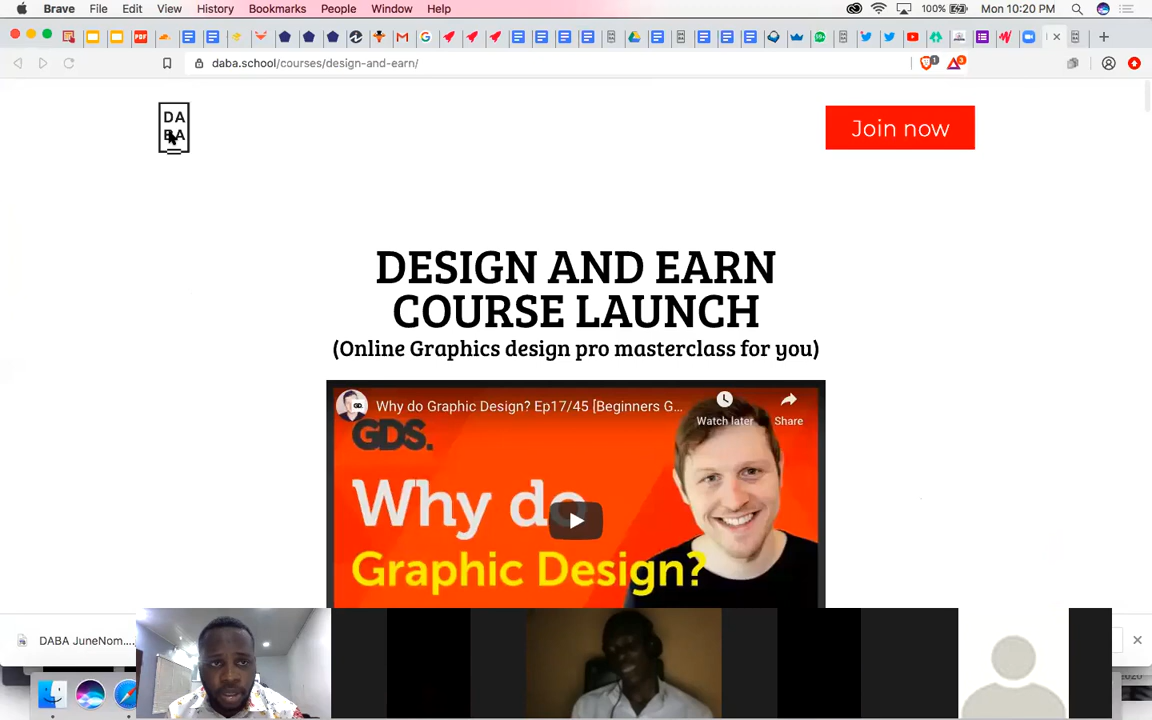 Brave File Edit View History Bookmarks People Window Help
100% Mon 10:20 PM
daba.school/courses/design-and-earn/
DA
BA
Join now
DESIGN AND EARN
COURSE LAUNCH
(Online Graphics design pro masterclass for you)
Why do Graphic Design? Ep17/45 [Beginners G...
Watch later
Share
GDS.
GDS.
Why do
Graphic Design?
DABA JuneNom....